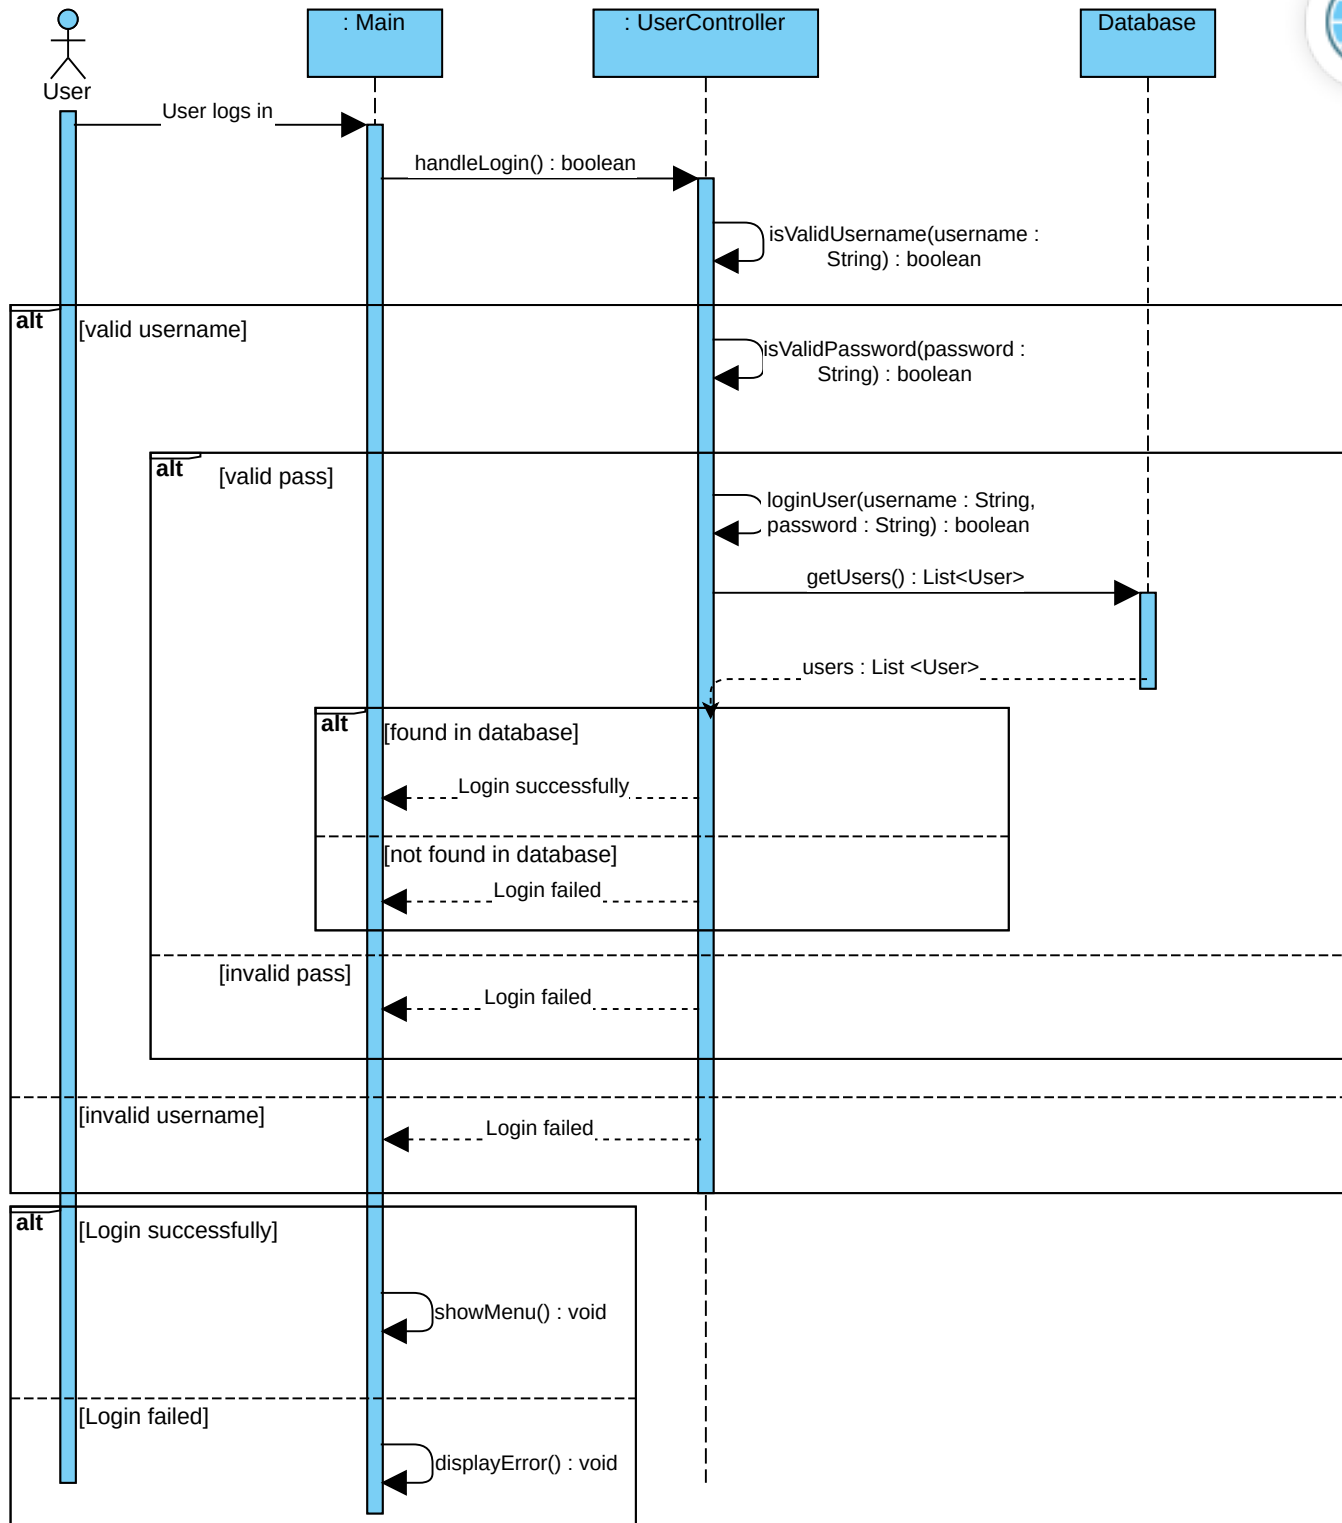 : Main
: UserController
Database
User
User logs in
handleLogin() : boolean
isValidUsername(username :
String) : boolean
alt
[valid username]
isValidPassword(password :
String) : boolean
alt
[valid pass]
loginUser(username : String,
password : String) : boolean
getUsers() : List<User>
users : List <User>
alt
[found in database]
Login successfully
[not found in database]
Login failed
[invalid pass]
Login failed
[invalid username]
Login failed
alt
[Login successfully]
showMenu() : void
[Login failed]
displayError() : void